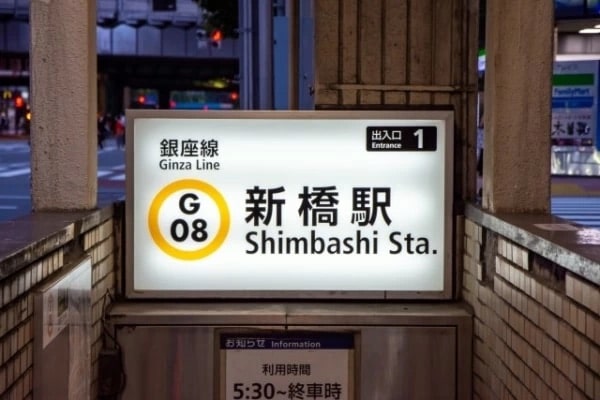 銀座線
Ginza Line
出入口
Entrance
1
G
08
新橋駅
Shimbashi Sta.
FamilyMart
お知らせ Information
利用時間
5:30~終車時